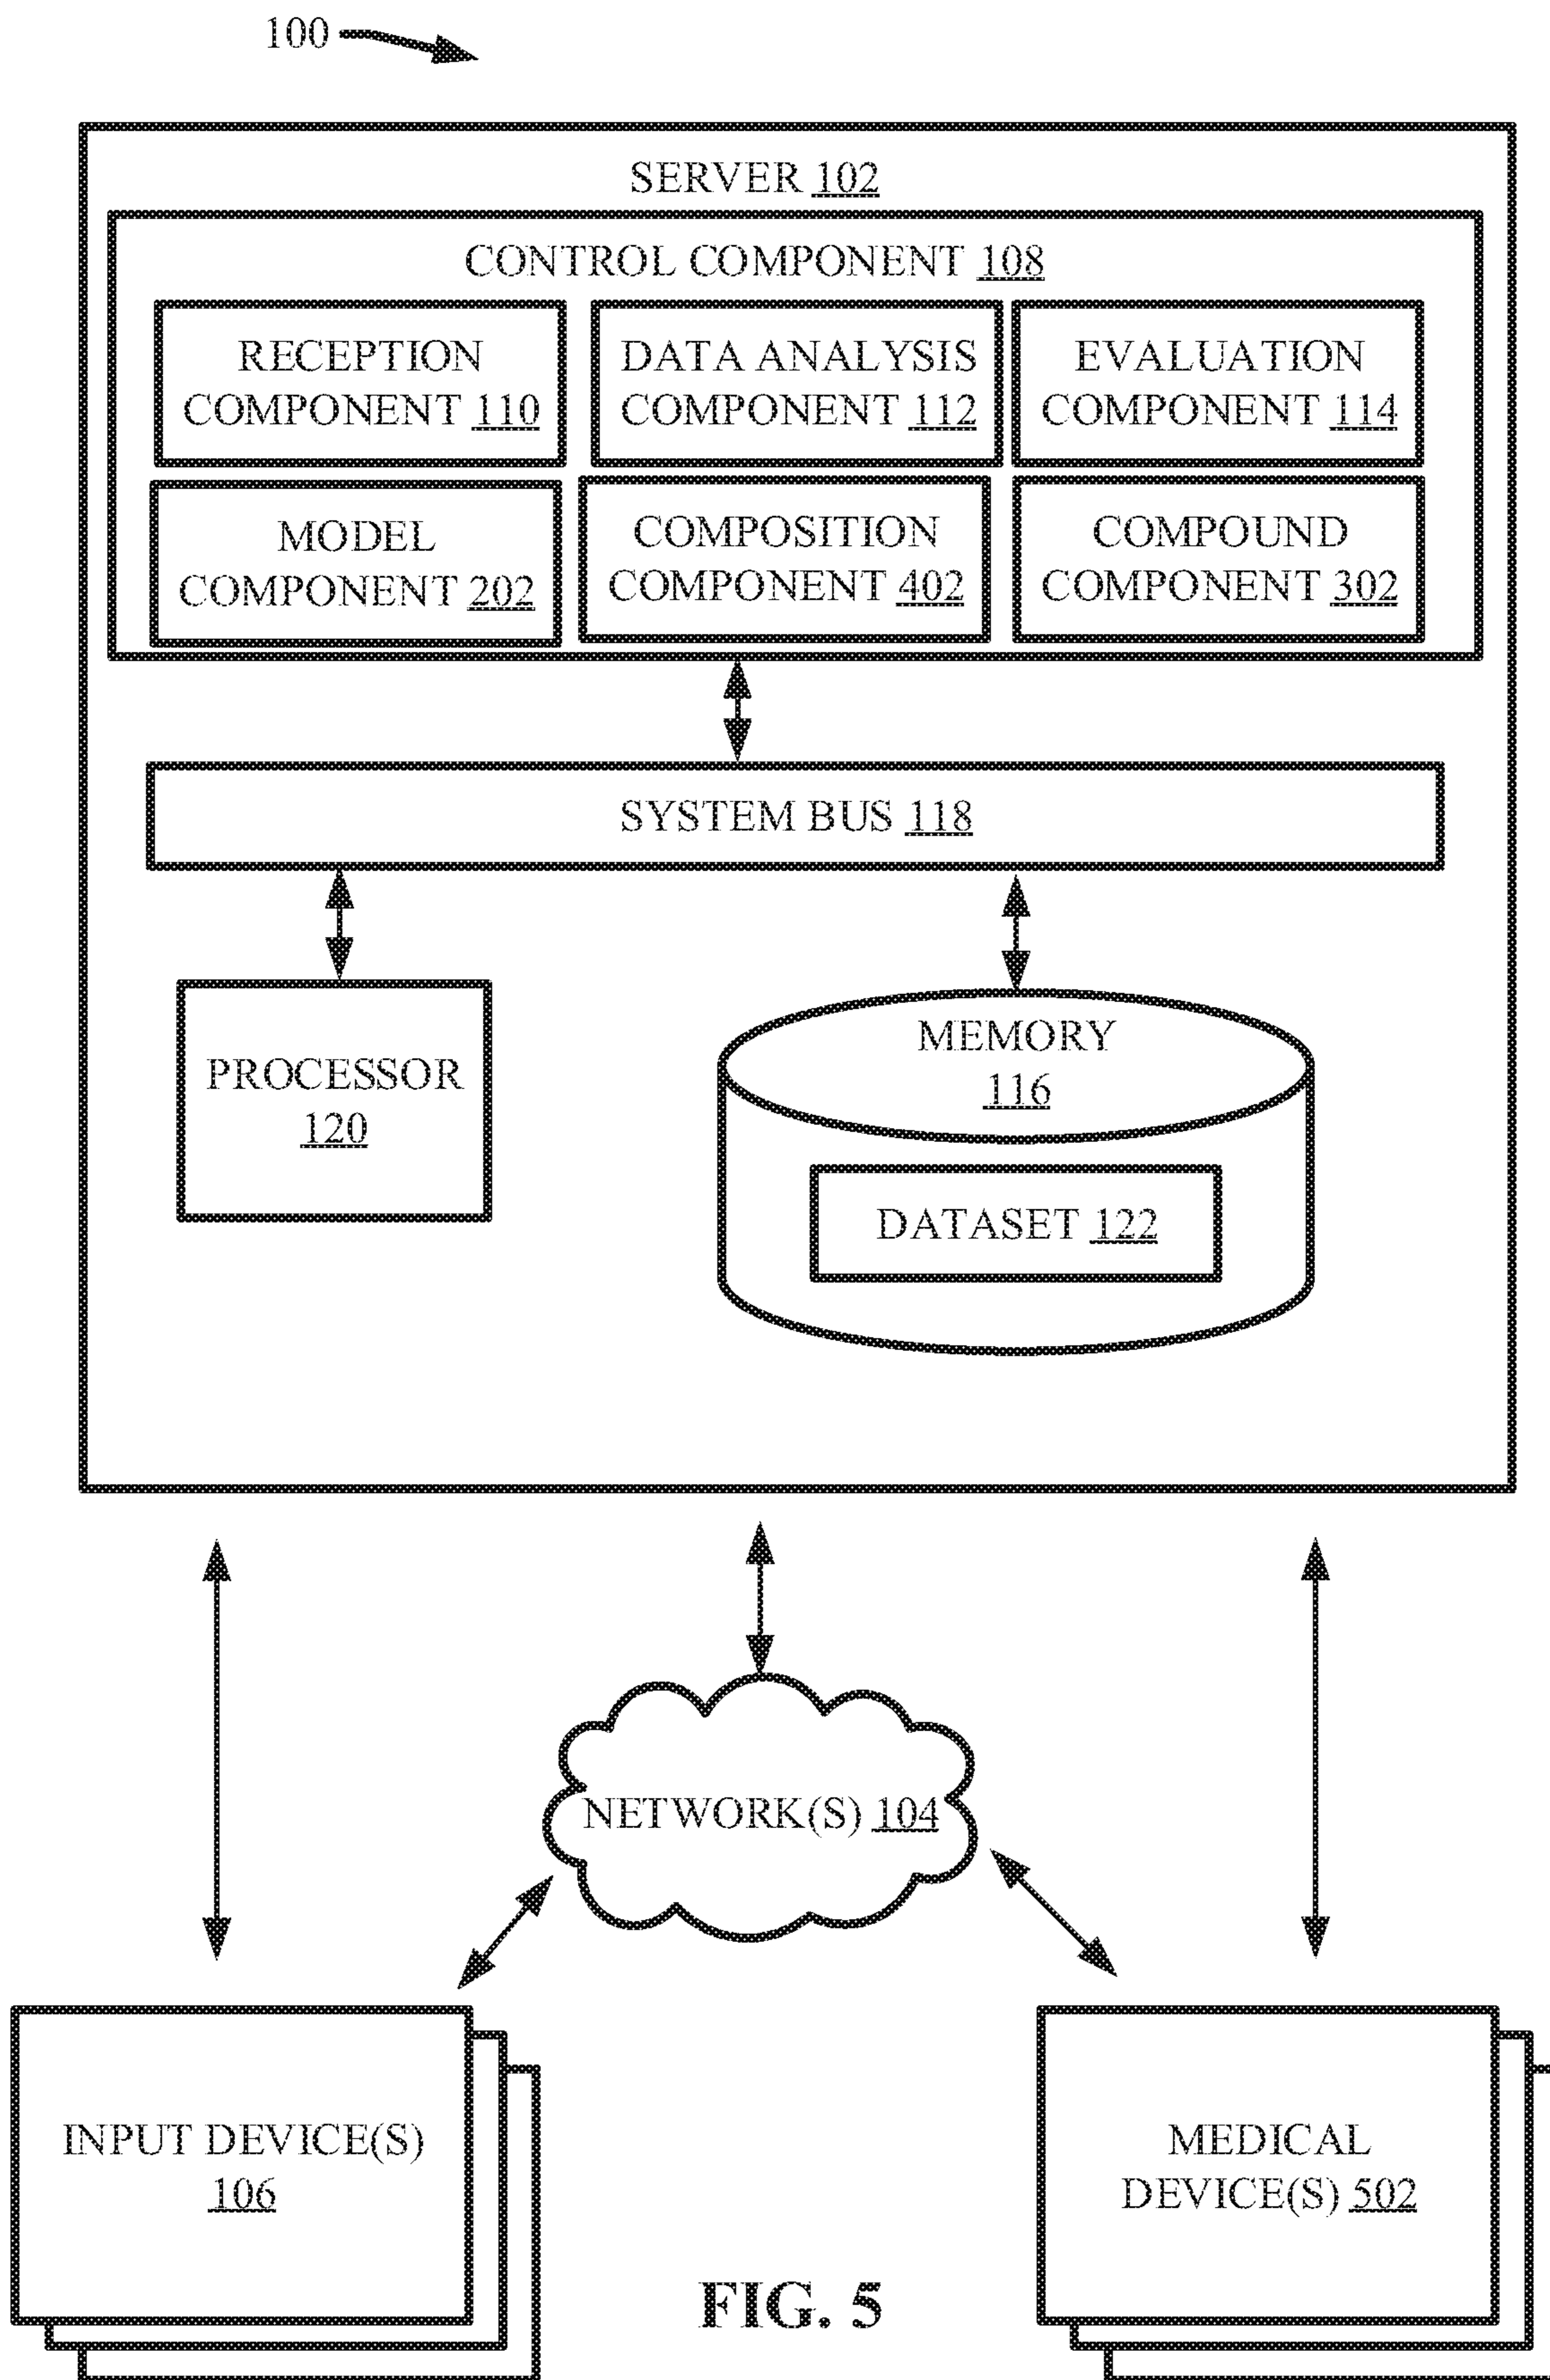 100
SERVER 102
CONTROL COMPONENT 108
RECEPTION
COMPONENT 110
DATA ANALYSIS
COMPONENT 112
EVALUATION
COMPONENT 114
MODEL
COMPONENT 202
COMPOSITION
COMPONENT 402
COMPOUND
COMPONENT 302
SYSTEM BUS 118
PROCESSOR
120
MEMORY
116
DATASET 122
NETWORK(S) 104
INPUT DEVICE(S)
106
MEDICAL
DEVICE(S) 502
FIG. 5